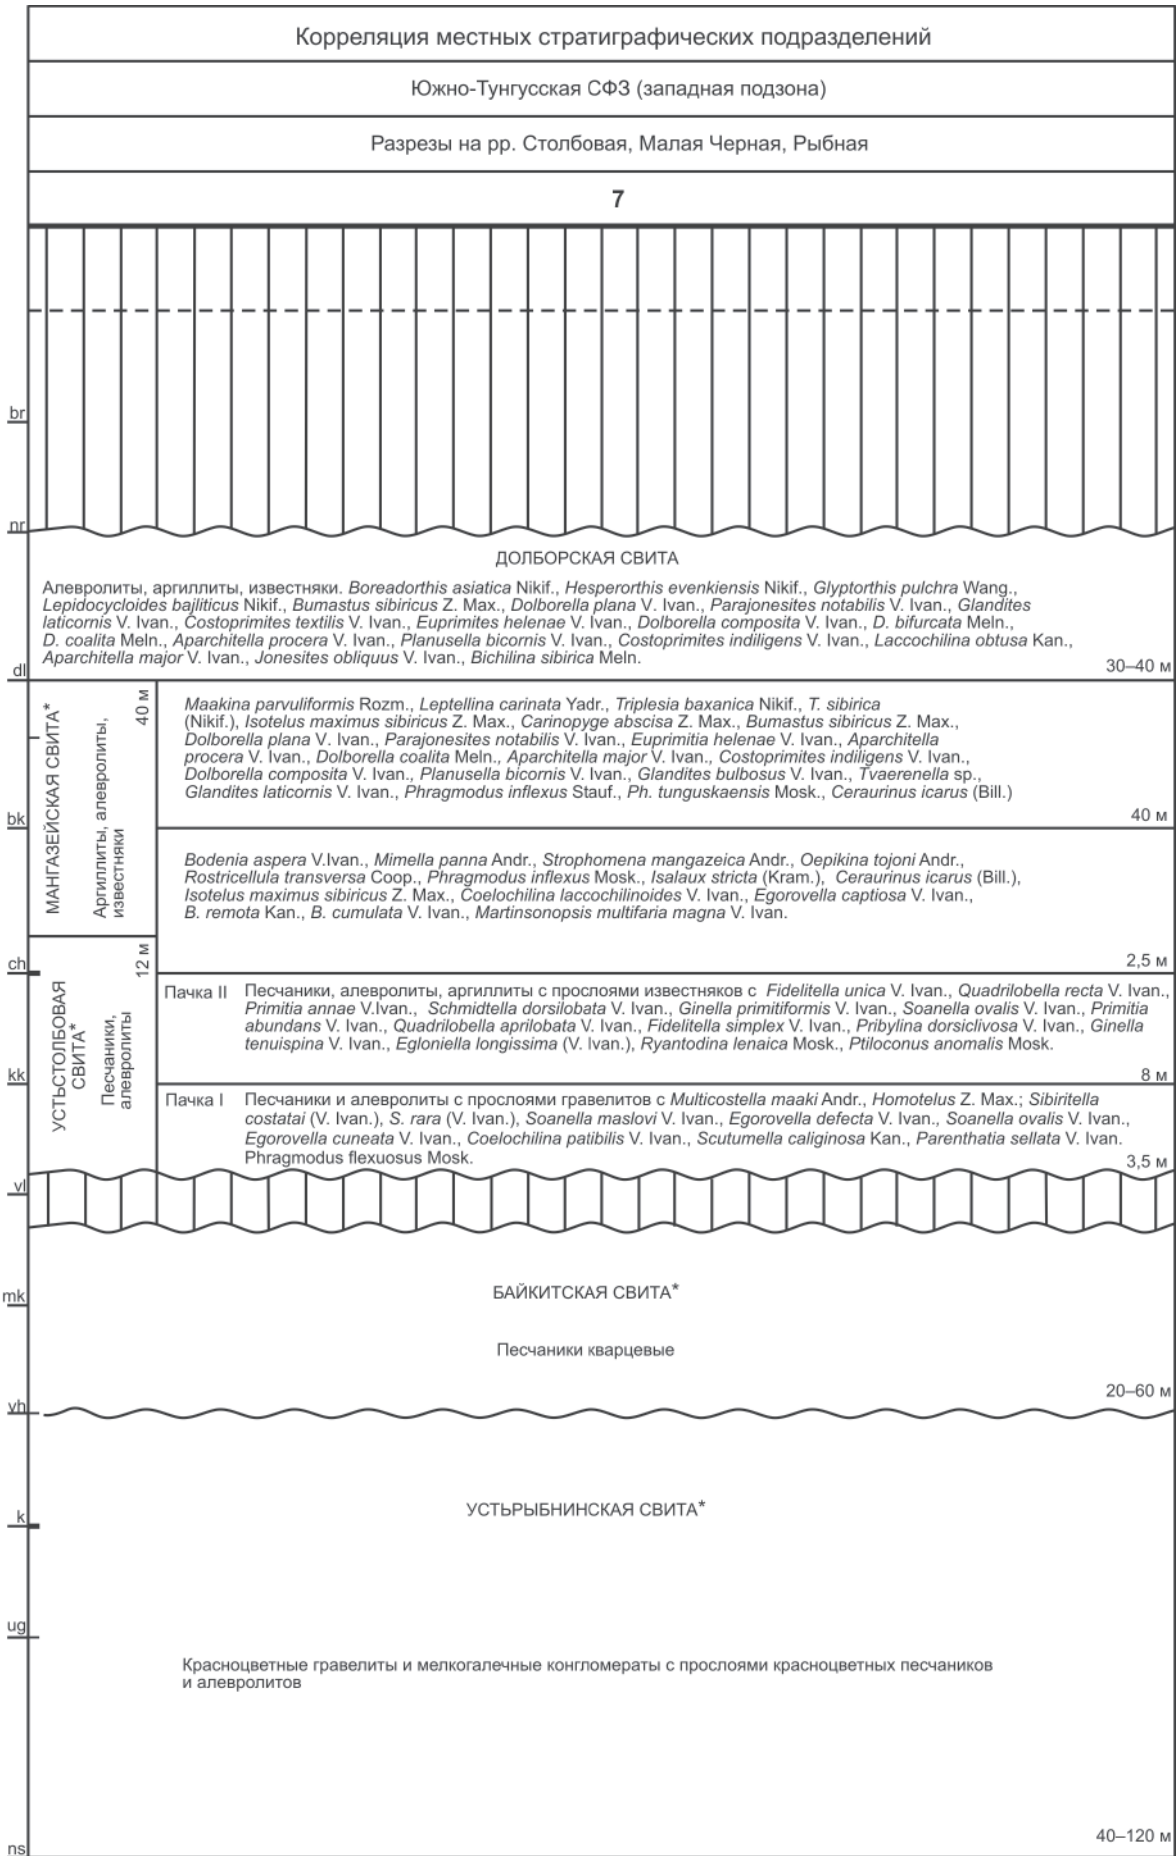 Корреляция местных стратиграфических подразделений
Южно-Тунгусская СФЗ (западная подзона)
Разрезы на рр. Столбовая, Малая Черная, Рыбная
7
br
nr
ДОЛБОРСКАЯ СВИТА
Алевролиты, аргиллиты, известняки. Boreadorthis asiatica Nikif., Hesperorthis evenkiensis Nikif., Glyptorthis pulchra Wang.,
Lepidocycloides bajliticus Nikif., Bumastus sibiricus Z. Max., Dolborella plana V. Ivan., Parajonesites notabilis V. Ivan., Glandites
laticornis V. Ivan., Costoprimites textilis V. Ivan., Euprimites helenae V. Ivan., Dolborella composita V. Ivan., D. bifurcata Meln.,
D. coalita Meln., Aparchitella procera V. Ivan., Planusella bicornis V. Ivan., Costoprimites indiligens V. Ivan., Laccochilina obtusa Kan.,
Aparchitella major V. Ivan., Jonesites obliquus V. Ivan., Bichilina sibirica Meln.
30–40 м
dl
МАНГАЗЕЙСКАЯ СВИТА*
Аргиллиты, алевролиты,
известняки
40 м
Maakina parvuliformis Rozm., Leptellina carinata Yadr., Triplesia baxanica Nikif., T. sibirica
(Nikif.), Isotelus maximus sibiricus Z. Max., Carinopyge abscisa Z. Max., Bumastus sibiricus Z. Max.,
Dolborella plana V. Ivan., Parajonesites notabilis V. Ivan., Euprimitia helenae V. Ivan., Aparchitella
procera V. Ivan., Dolborella coalita Meln., Aparchitella major V. Ivan., Costoprimites indiligens V. Ivan.,
Dolborella composita V. Ivan., Planusella bicornis V. Ivan., Glandites bulbosus V. Ivan., Tvaerenella sp.,
Glandites laticornis V. Ivan., Phragmodus inflexus Stauf., Ph. tunguskaensis Mosk., Ceraurinus icarus (Bill.)
40 м
bk
Bodenia aspera V.Ivan., Mimella panna Andr., Strophomena mangazeica Andr., Oepikina tojoni Andr.,
Rostricellula transversa Coop., Phragmodus inflexus Mosk., Isalaux stricta (Kram.), Ceraurinus icarus (Bill.),
Isotelus maximus sibiricus Z. Max., Coelochilina laccochilinoides V. Ivan., Egorovella captiosa V. Ivan.,
B. remota Kan., B. cumulata V. Ivan., Martinsonopsis multifaria magna V. Ivan.
2,5 м
ch
УСТЬСТОЛБОВАЯ
СВИТА*
Песчаники,
алевролиты
12 м
Пачка II Песчаники, алевролиты, аргиллиты с прослоями известняков с Fidelitella unica V. Ivan., Quadrilobella recta V. Ivan.,
Primitia annae V.Ivan., Schmidtella dorsilobata V. Ivan., Ginella primitiformis V. Ivan., Soanella ovalis V. Ivan., Primitia
abundans V. Ivan., Quadrilobella aprilobata V. Ivan., Fidelitella simplex V. Ivan., Pribylina dorsiclivosa V. Ivan., Ginella
tenuispina V. Ivan., Egloniella longissima (V. Ivan.), Ryantodina lenaica Mosk., Ptiloconus anomalis Mosk.
8 м
kk
Пачка I Песчаники и алевролиты с прослоями гравелитов с Multicostella maaki Andr., Homotelus Z. Max.; Sibiritella
costatai (V. Ivan.), S. rara (V. Ivan.), Soanella maslovi V. Ivan., Egorovella defecta V. Ivan., Soanella ovalis V. Ivan.,
Egorovella cuneata V. Ivan., Coelochilina patibilis V. Ivan., Scutumella caliginosa Kan., Parenthatia sellata V. Ivan.
Phragmodus flexuosus Mosk.
3,5 м
vl
mk
БАЙКИТСКАЯ СВИТА*
Песчаники кварцевые
20–60 м
vh
УСТЬРЫБНИНСКАЯ СВИТА*
k
ug
Красноцветные гравелиты и мелкогалечные конгломераты с прослоями красноцветных песчаников
и алевролитов
40–120 м
ns